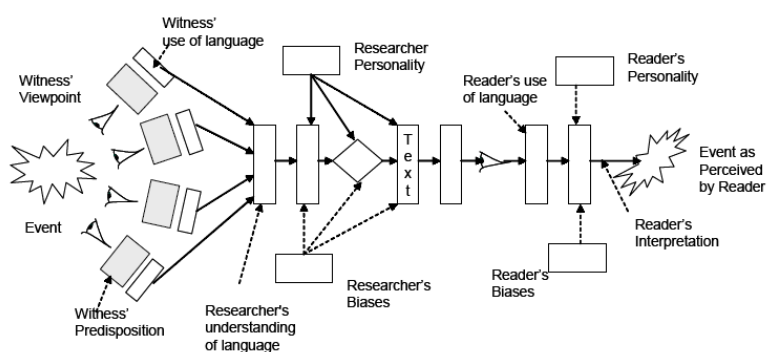 Witness'
use of language
Researcher
Personality
Reader's
Personality
Witness'
Viewpoint
Reader's use
of language
Text
Event as
Perceived
by Reader
Event
Reader's
Interpretation
Researcher's
Biases
Reader's
Biases
Researcher's
understanding
of language
Witness'
Predisposition